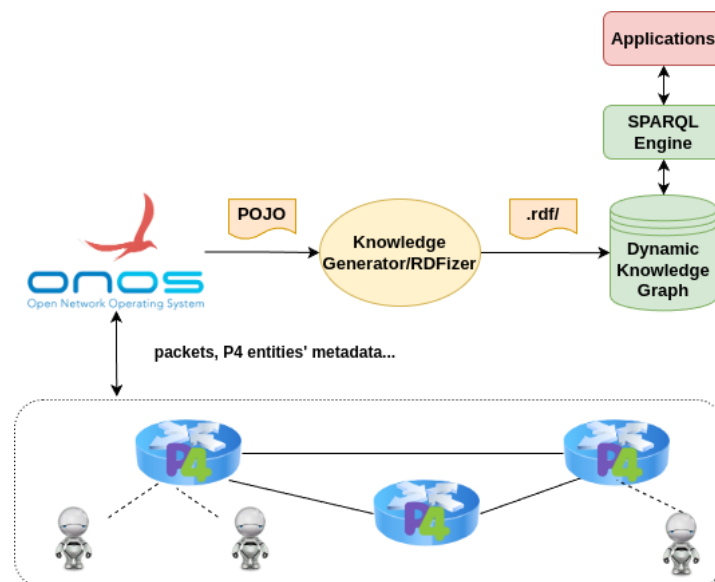 Applications
SPARQL
Engine
POJO
.rdf/
Knowledge
Generator/RDFizer
Dynamic
Knowledge
Graph
onos
Open Network Operating System
packets, P4 entities' metadata...
P4
P4
P4